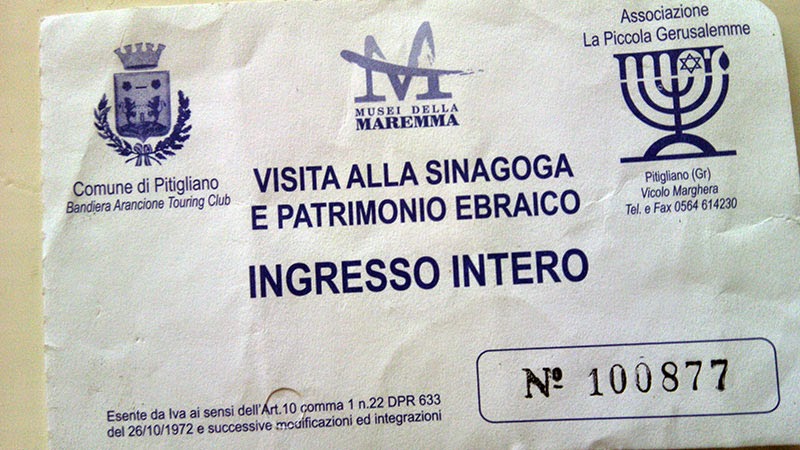 Comune di Pitigliano
Bandiera Arancione Touring Club
M
MUSEI DELLA
MAREMMA
Associazione
La Piccola Gerusalemme
Pitigliano (Gr)
Vicolo Marghera
Tel. e Fax 0564 614230
VISITA ALLA SINAGOGA
E PATRIMONIO EBRAICO
INGRESSO INTERO
Nº 100877
Esente da Iva ai sensi dell'Art.10 comma 1 n.22 DPR 633
del 26/10/1972 e successive modificazioni ed integrazioni